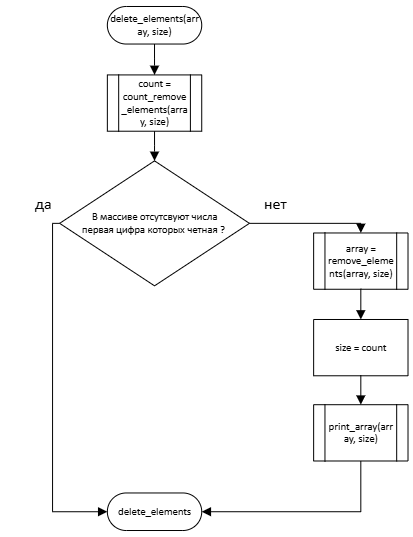 delete_elements(arr
ay, size)
count =
count_remove
_elements(arra
y, size)
да
нет
В массиве отсутсвуют числа
первая цифра которых четная ?
array =
remove_eleme
nts(array, size)
size = count
print_array(arr
ay, size)
delete_elements